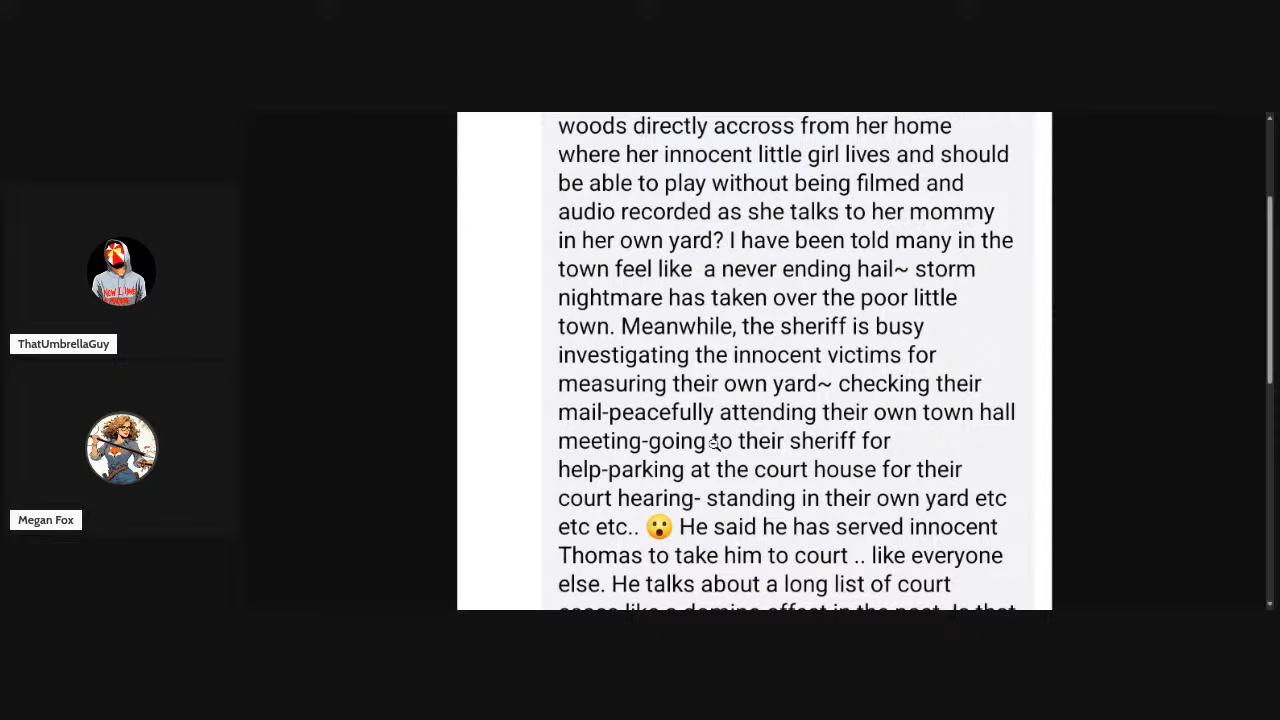 woods directly accross from her home
where her innocent little girl lives and should
be able to play without being filmed and
audio recorded as she talks to her mommy
in her own yard? I have been told many in the
town feel like  a never ending hail~ storm
nightmare has taken over the poor little
town. Meanwhile, the sheriff is busy
investigating the innocent victims for
measuring their own yard~ checking their
mail-peacefully attending their own town hall
meeting-going to their sheriff for
help-parking at the court house for their
court hearing- standing in their own yard etc
etc etc.. 😮 He said he has served innocent
Thomas to take him to court .. like everyone
else. He talks about a long list of court
ThatUmbrellaGuy
Megan Fox